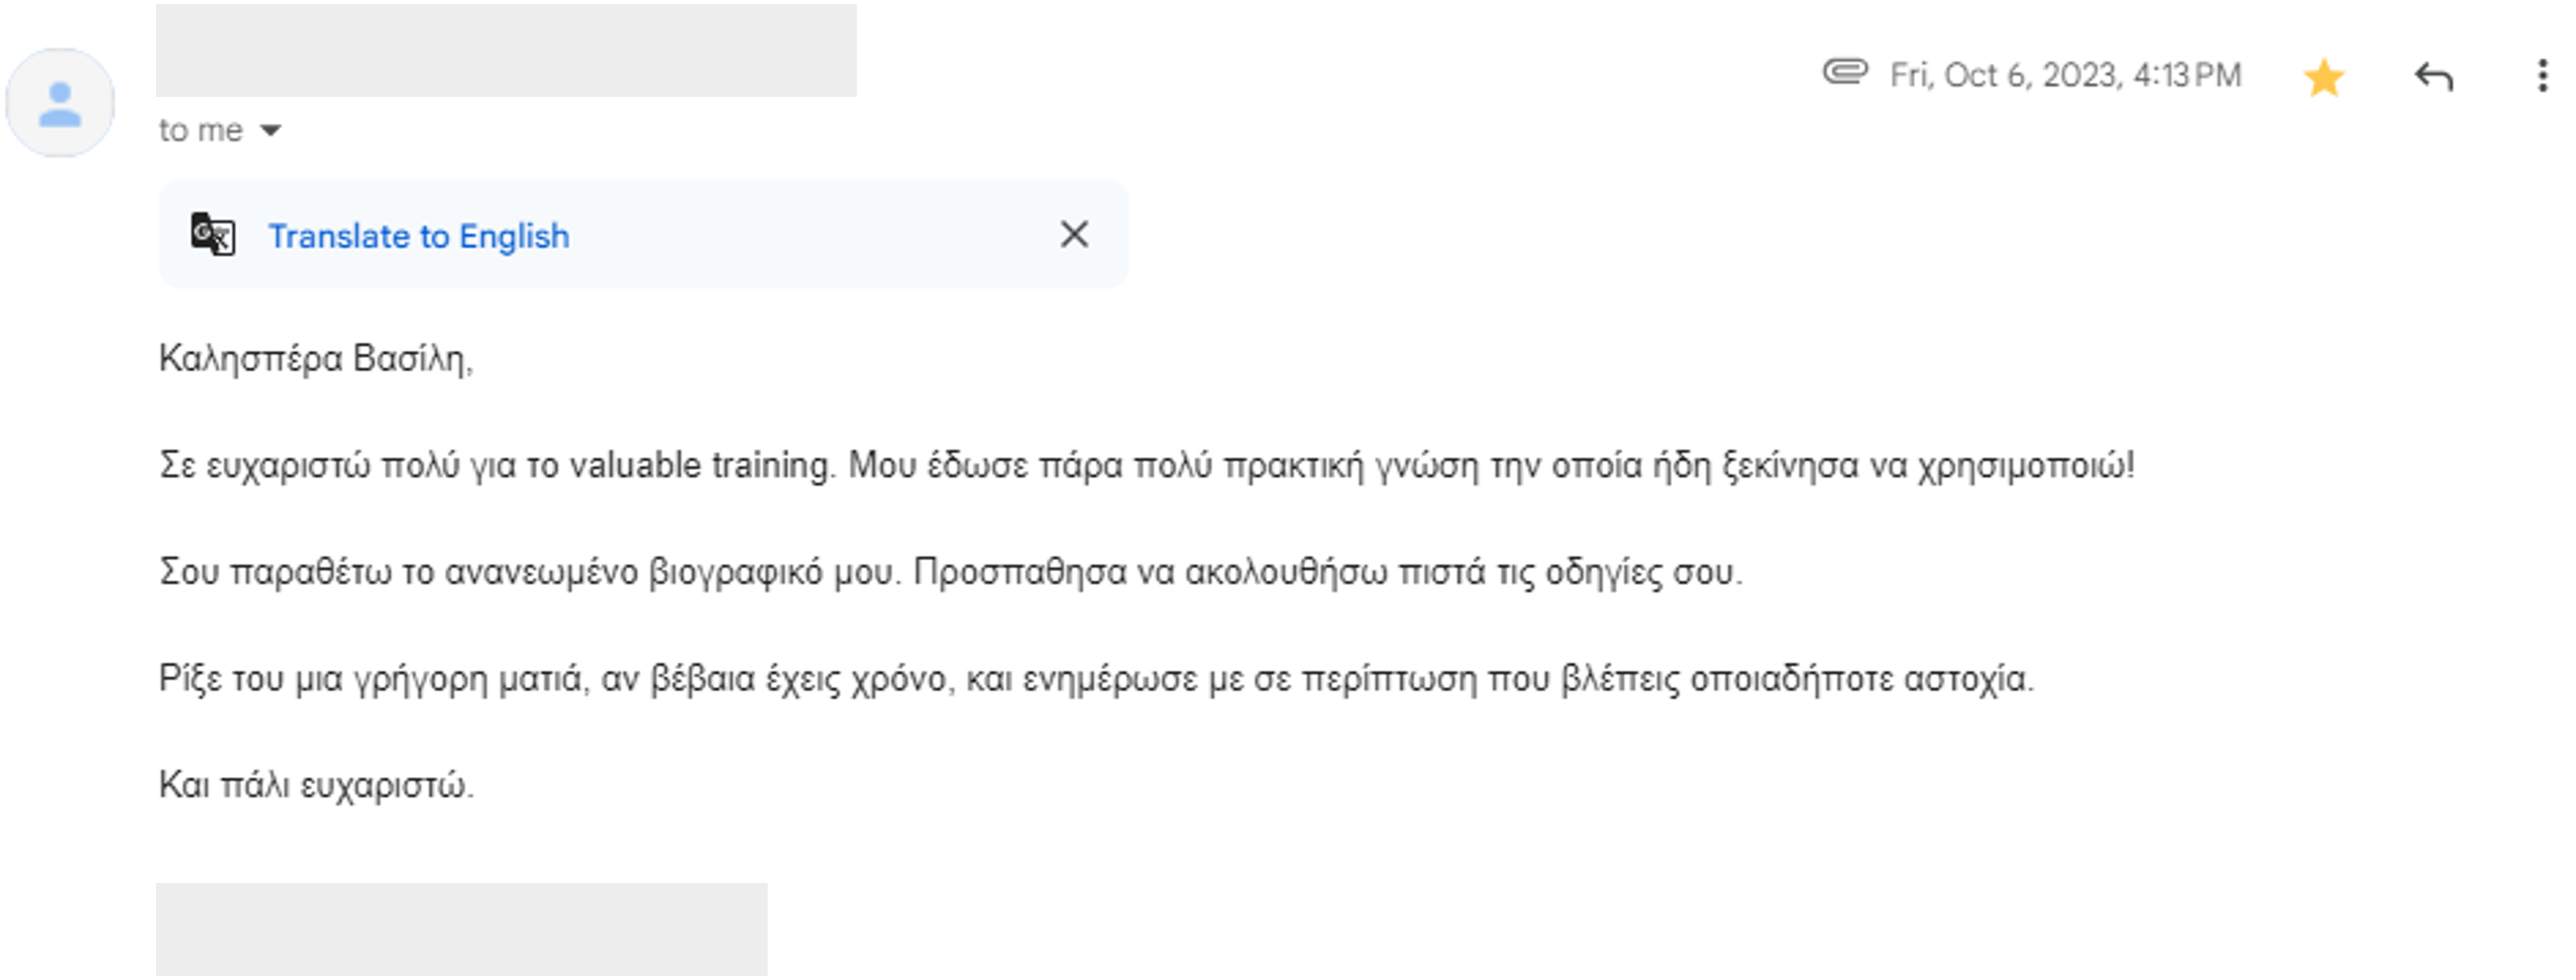 Fri, Oct 6, 2023, 4:13 PM
to me
Translate to English
Καλησπέρα Βασίλη,
Σε ευχαριστώ πολύ για το valuable training. Μου έδωσε πάρα πολύ πρακτική γνώση την οποία ήδη ξεκίνησα να χρησιμοποιώ!
Σου παραθέτω το ανανεωμένο βιογραφικό μου. Προσπαθησα να ακολουθήσω πιστά τις οδηγίες σου.
Ρίξε του μια γρήγορη ματιά, αν βέβαια έχεις χρόνο, και ενημέρωσε με σε περίπτωση που βλέπεις οποιαδήποτε αστοχία.
Και πάλι ευχαριστώ.